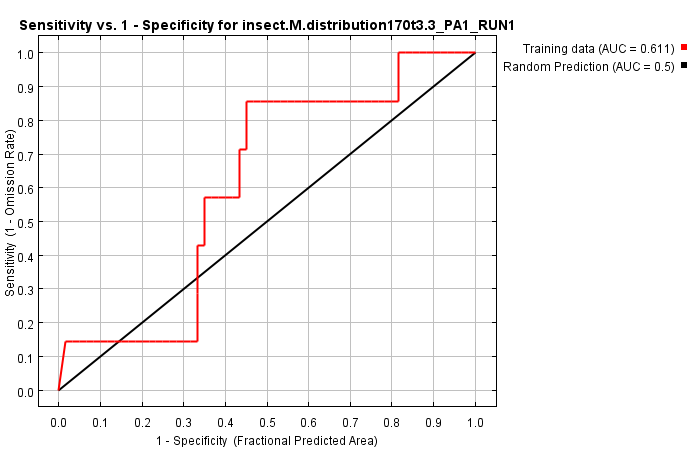 Sensitivity vs. 1 - Specificity for insect.M.distribution170t3.3_PA1_RUN1
Training data (AUC = 0.611)
Random Prediction (AUC = 0.5)
Sensitivity (1 - Omission Rate)
1.0
0.9
0.8
0.7
0.6
0.5
0.4
0.3
0.2
0.1
0.0
0.0 0.1 0.2 0.3 0.4 0.5 0.6 0.7 0.8 0.9 1.0
1 - Specificity (Fractional Predicted Area)